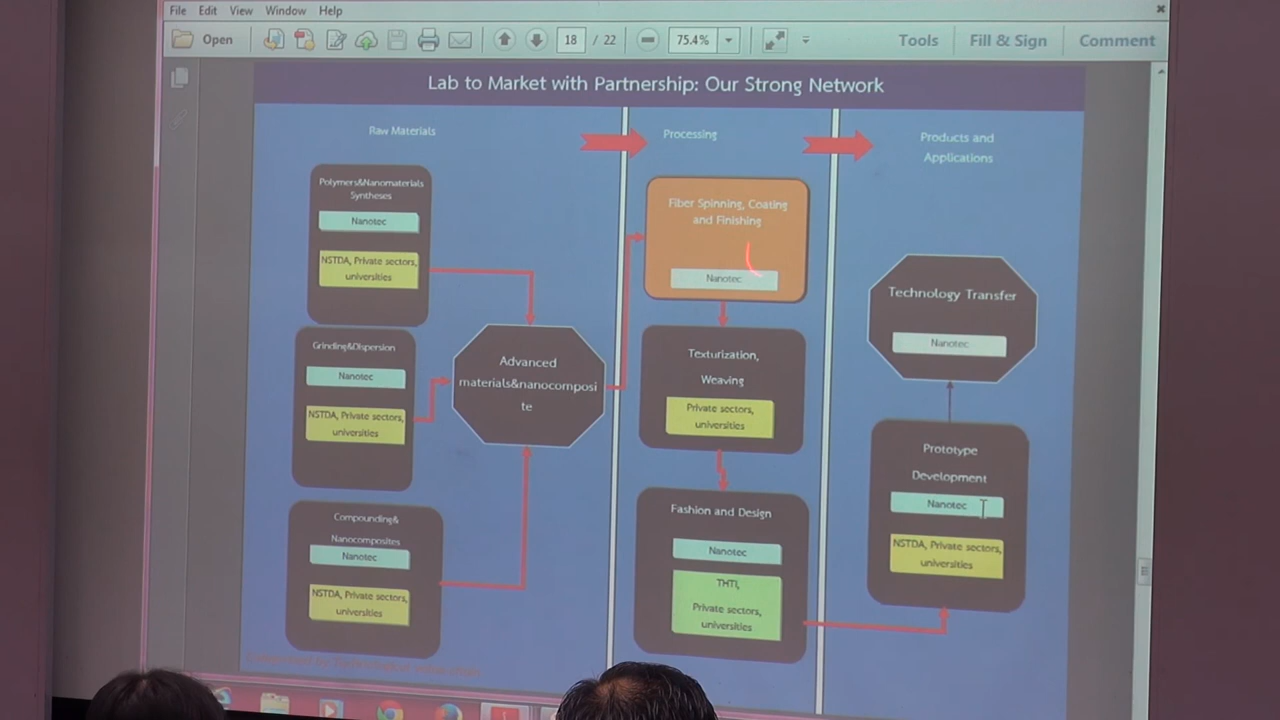 File Edit View Window Help
Open 18 / 22 75.4% Tools Fill & Sign Comment
Lab to Market with Partnership: Our Strong Network
Raw Materials
Polymers&Nanomaterials
Syntheses
Nanotec
NSTDA, Private sectors,
universities
Grinding&Dispersion
Nanotec
NSTDA, Private sectors,
universities
Compounding&
Nanocomposites
Nanotec
NSTDA, Private sectors,
universities
Advanced
materials&nanocomposi
te
Processing
Fiber Spinning, Coating
and Finishing
Nanotec
Texturization,
Weaving
Private sectors,
universities
Fashion and Design
Nanotec
THTI,
Private sectors,
universities
Products and
Applications
Technology Transfer
Nanotec
Prototype
Development
Nanotec
NSTDA, Private sectors,
universities